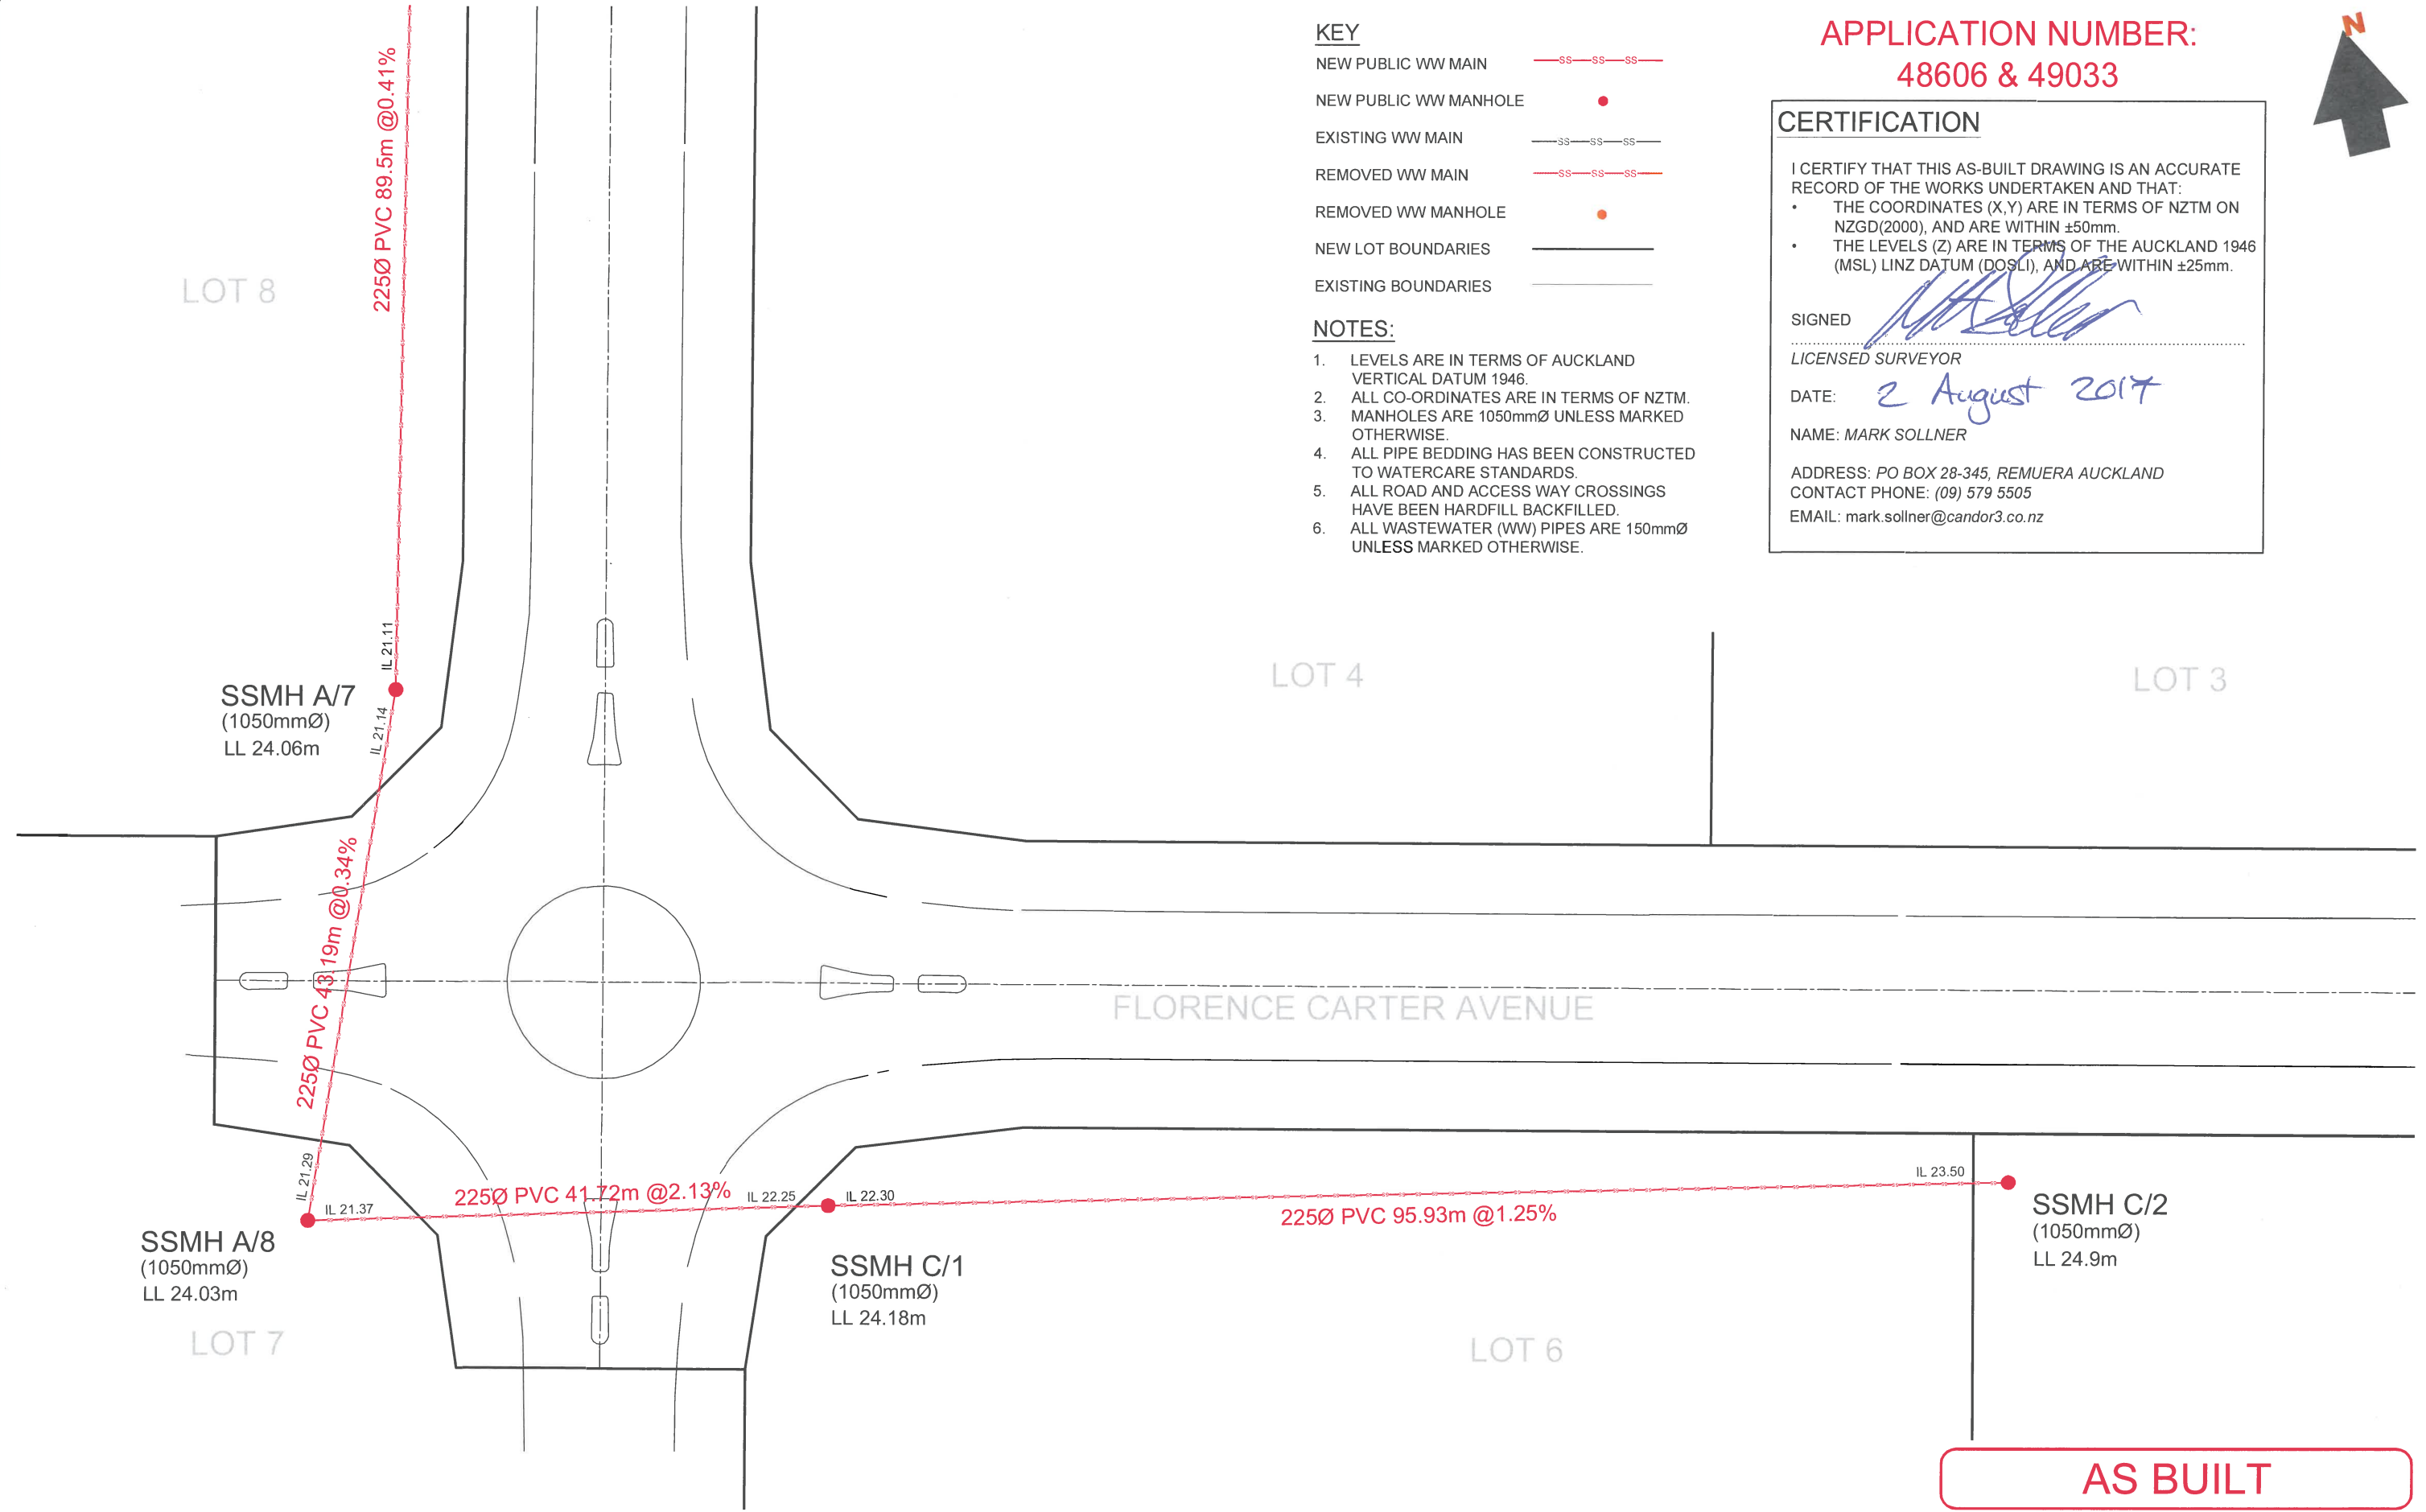 KEY
NEW PUBLIC WW MAIN
SS SS SS
NEW PUBLIC WW MANHOLE
EXISTING WW MAIN
SS SS SS
REMOVED WW MAIN
SS SS SS
REMOVED WW MANHOLE
NEW LOT BOUNDARIES
EXISTING BOUNDARIES
NOTES:
1. LEVELS ARE IN TERMS OF AUCKLAND
VERTICAL DATUM 1946.
2. ALL CO-ORDINATES ARE IN TERMS OF NZTM.
3. MANHOLES ARE 1050mmØ UNLESS MARKED
OTHERWISE.
4. ALL PIPE BEDDING HAS BEEN CONSTRUCTED
TO WATERCARE STANDARDS.
5. ALL ROAD AND ACCESS WAY CROSSINGS
HAVE BEEN HARDFILL BACKFILLED.
6. ALL WASTEWATER (WW) PIPES ARE 150mmØ
UNLESS MARKED OTHERWISE.
APPLICATION NUMBER:
48606 & 49033
N
CERTIFICATION
I CERTIFY THAT THIS AS-BUILT DRAWING IS AN ACCURATE
RECORD OF THE WORKS UNDERTAKEN AND THAT:
• THE COORDINATES (X,Y) ARE IN TERMS OF NZTM ON
NZGD(2000), AND ARE WITHIN ±50mm.
• THE LEVELS (Z) ARE IN TERMS OF THE AUCKLAND 1946
(MSL) LINZ DATUM (DOSLI), AND ARE WITHIN ±25mm.
SIGNED
LICENSED SURVEYOR
DATE: 2 August 2017
NAME: MARK SOLLNER
ADDRESS: PO BOX 28-345, REMUERA AUCKLAND
CONTACT PHONE: (09) 579 5505
EMAIL: mark.sollner@candor3.co.nz
225Ø PVC 89.5m @0.41%
LOT 8
IL 21.11
SSMH A/7
(1050mmØ)
LL 24.06m
IL 21.14
LOT 4
LOT 3
225Ø PVC 43.19m @0.34%
FLORENCE CARTER AVENUE
IL 21.29
IL 21.37
225Ø PVC 41.72m @2.13%
IL 22.25
IL 22.30
225Ø PVC 95.93m @1.25%
IL 23.50
SSMH C/2
(1050mmØ)
LL 24.9m
SSMH A/8
(1050mmØ)
LL 24.03m
SSMH C/1
(1050mmØ)
LL 24.18m
LOT 7
LOT 6
AS BUILT